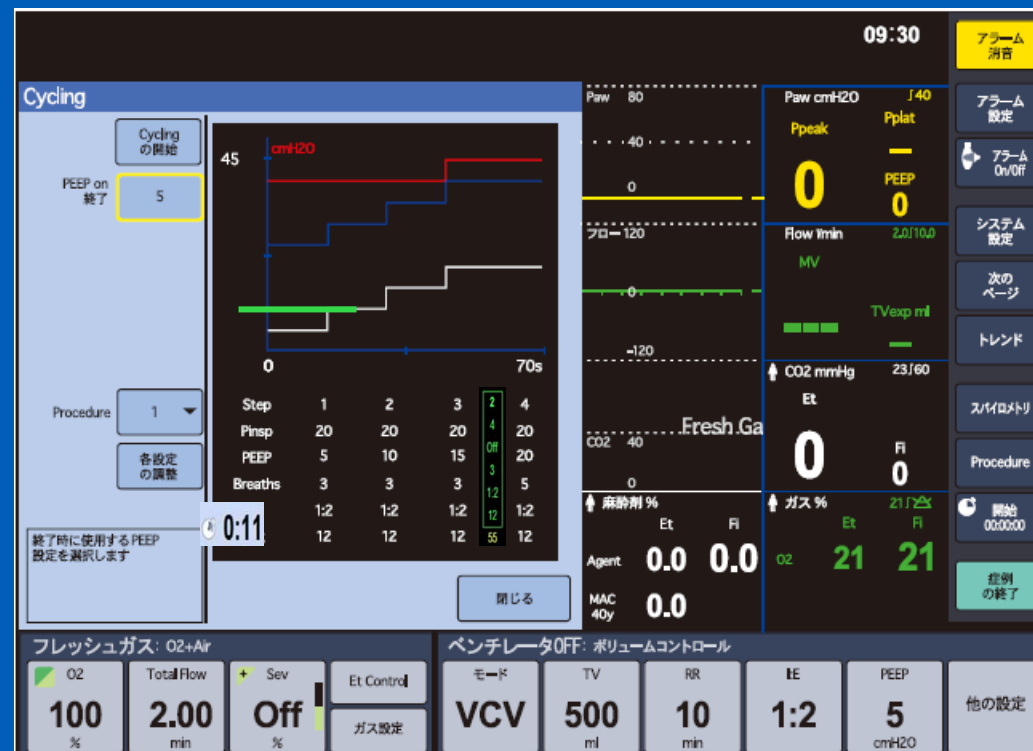 09:30
アラーム
消音
Cycling
Cycling
の開始
PEEP on
終了
5
45
cmH2O
0
70s
Procedure
1
各設定
の調整
Step 1 2 3 4
Pinsp 20 20 20 20
PEEP 5 10 15 20
Breaths 3 3 3 5
1:2 1:2 1:2 1:2
12 12 12 12
2
4
Off
3
1:2
12
55
0:11
終了時に使用する PEEP
設定を選択します
閉じる
Paw 80
40
0
フロー 120
0
-120
Fresh Ga
CO2 40
0
Paw cmH2O 40
Ppeak Pplat
0
PEEP
0
Flow l/min 2.0 10.0
MV
TVexp ml
CO2 mmHg 23 60
Et
0
Fi
0
麻酔剤 %
Et Fi
Agent 0.0 0.0
MAC
40y
0.0
ガス % 21
Et Fi
O2 21 21
アラーム
設定
アラーム
On/Off
システム
設定
次の
ページ
トレンド
スパイロメトリ
Procedure
開始
00:00:00
症例
の終了
フレッシュガス: O2+Air
O2
100
%
Total Flow
2.00
min
Sev
Off
%
Et Control
ガス設定
ベンチレータOFF: ボリュームコントロール
モード
VCV
TV
500
ml
RR
10
min
I:E
1:2
PEEP
5
cmH2O
他の設定